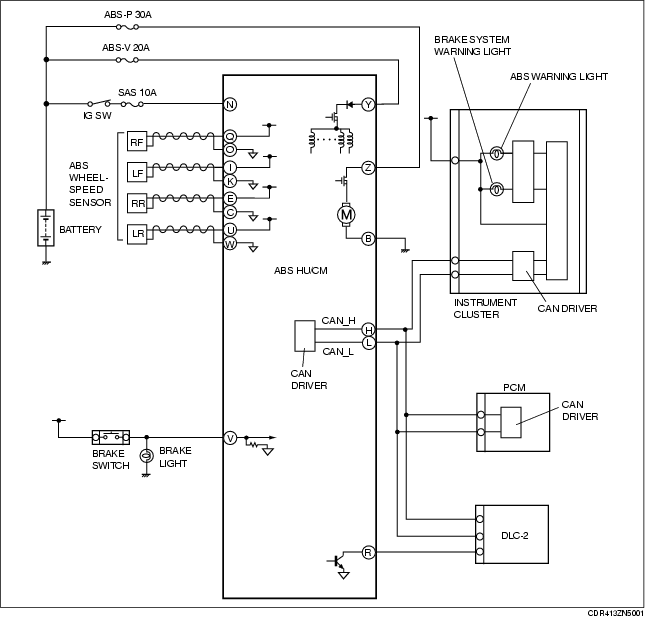 ABS-P 30A
ABS-V 20A
SAS 10A
IG SW
BRAKE SYSTEM
WARNING LIGHT
ABS WARNING LIGHT
N
Y
RF
Q
O
ABS
WHEEL-
SPEED
SENSOR
LF
I
K
Z
RR
E
C
M
LR
U
W
B
BATTERY
ABS HU/CM
INSTRUMENT
CLUSTER
CAN DRIVER
CAN_H
H
CAN_L
L
CAN
DRIVER
PCM
CAN
DRIVER
V
BRAKE
SWITCH
BRAKE
LIGHT
DLC-2
R
CDR413ZN5001